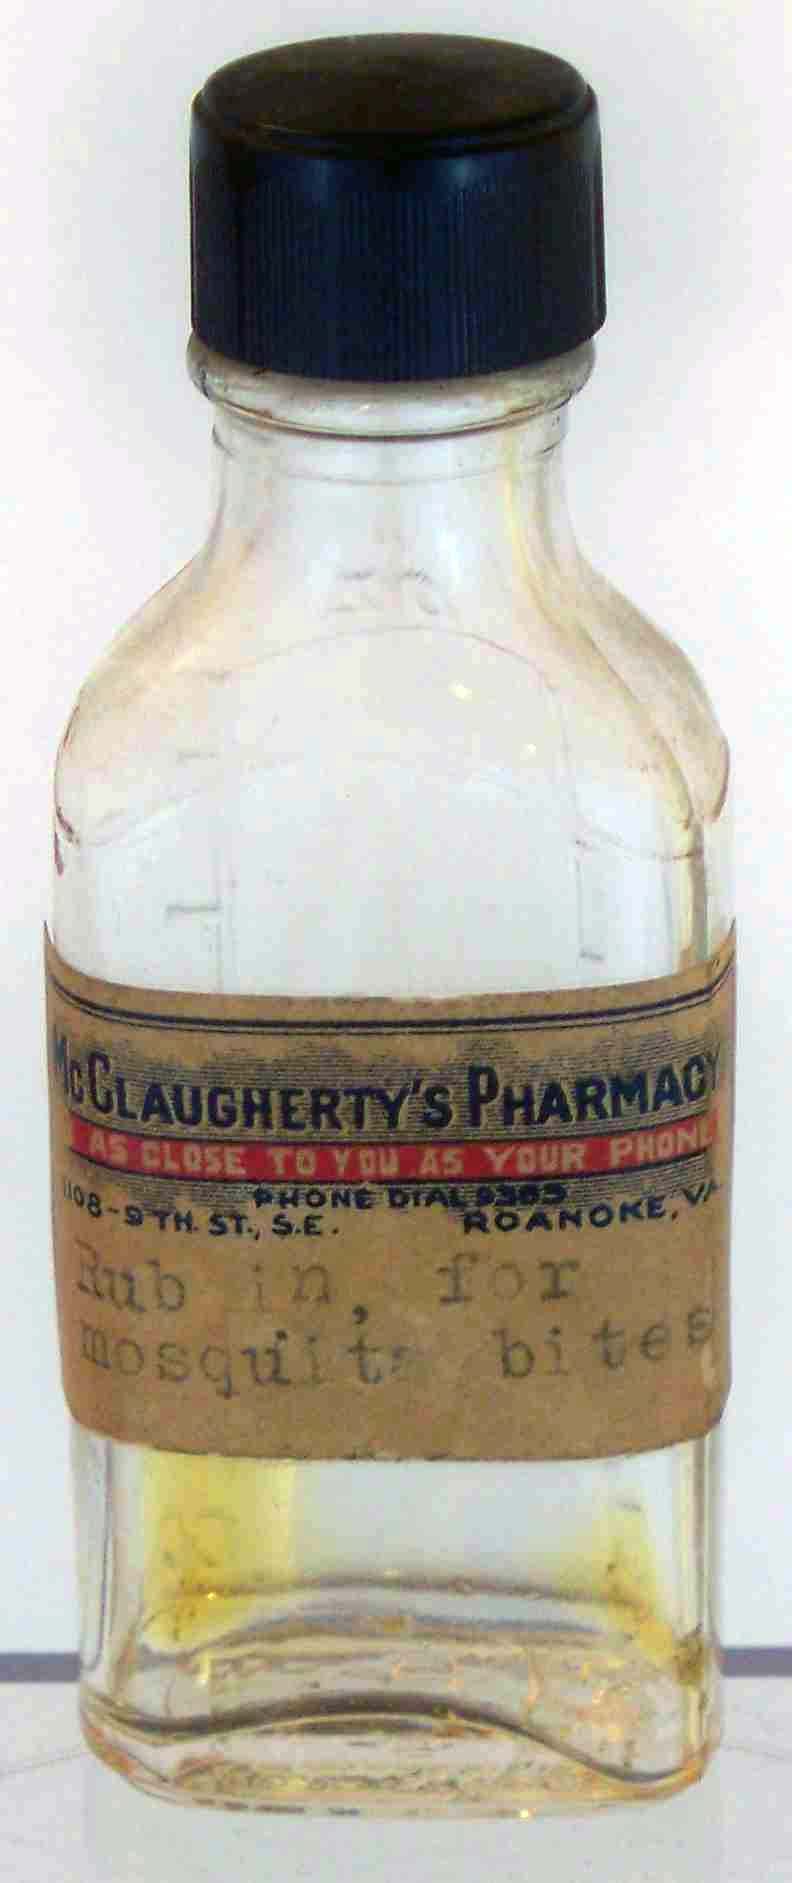 McCLAUGHERTY'S PHARMACY
AS CLOSE TO YOU AS YOUR PHONE
PHONE DIAL 9385
1108-9TH. ST., S.E. ROANOKE, VA.
Rub in, for
mosquito bites